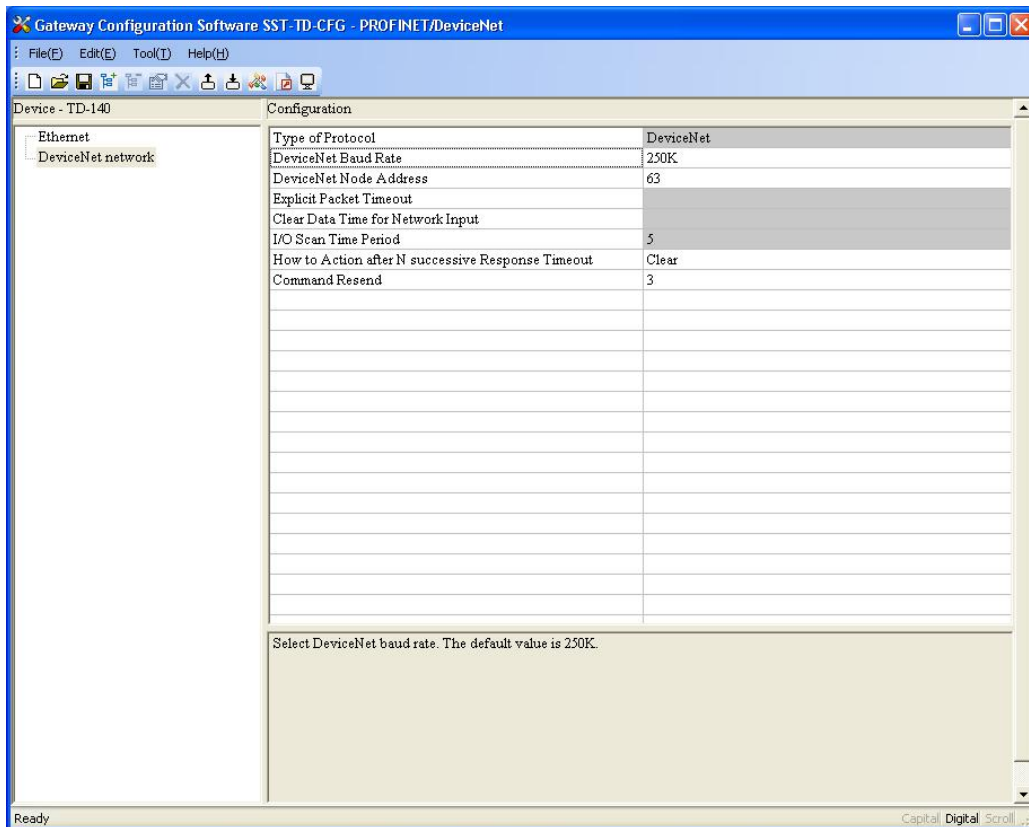 Gateway Configuration Software SST-TD-CFG - PROFINET/DeviceNet
File(F) Edit(E) Tool(T) Help(H)
Device - TD-140
Configuration
Ethernet
DeviceNet network
Type of Protocol DeviceNet
DeviceNet Baud Rate 250K
DeviceNet Node Address 63
Explicit Packet Timeout
Clear Data Time for Network Input
I/O Scan Time Period 5
How to Action after N successive Response Timeout Clear
Command Resend 3
Select DeviceNet baud rate. The default value is 250K.
Ready
Capital Digital Scroll